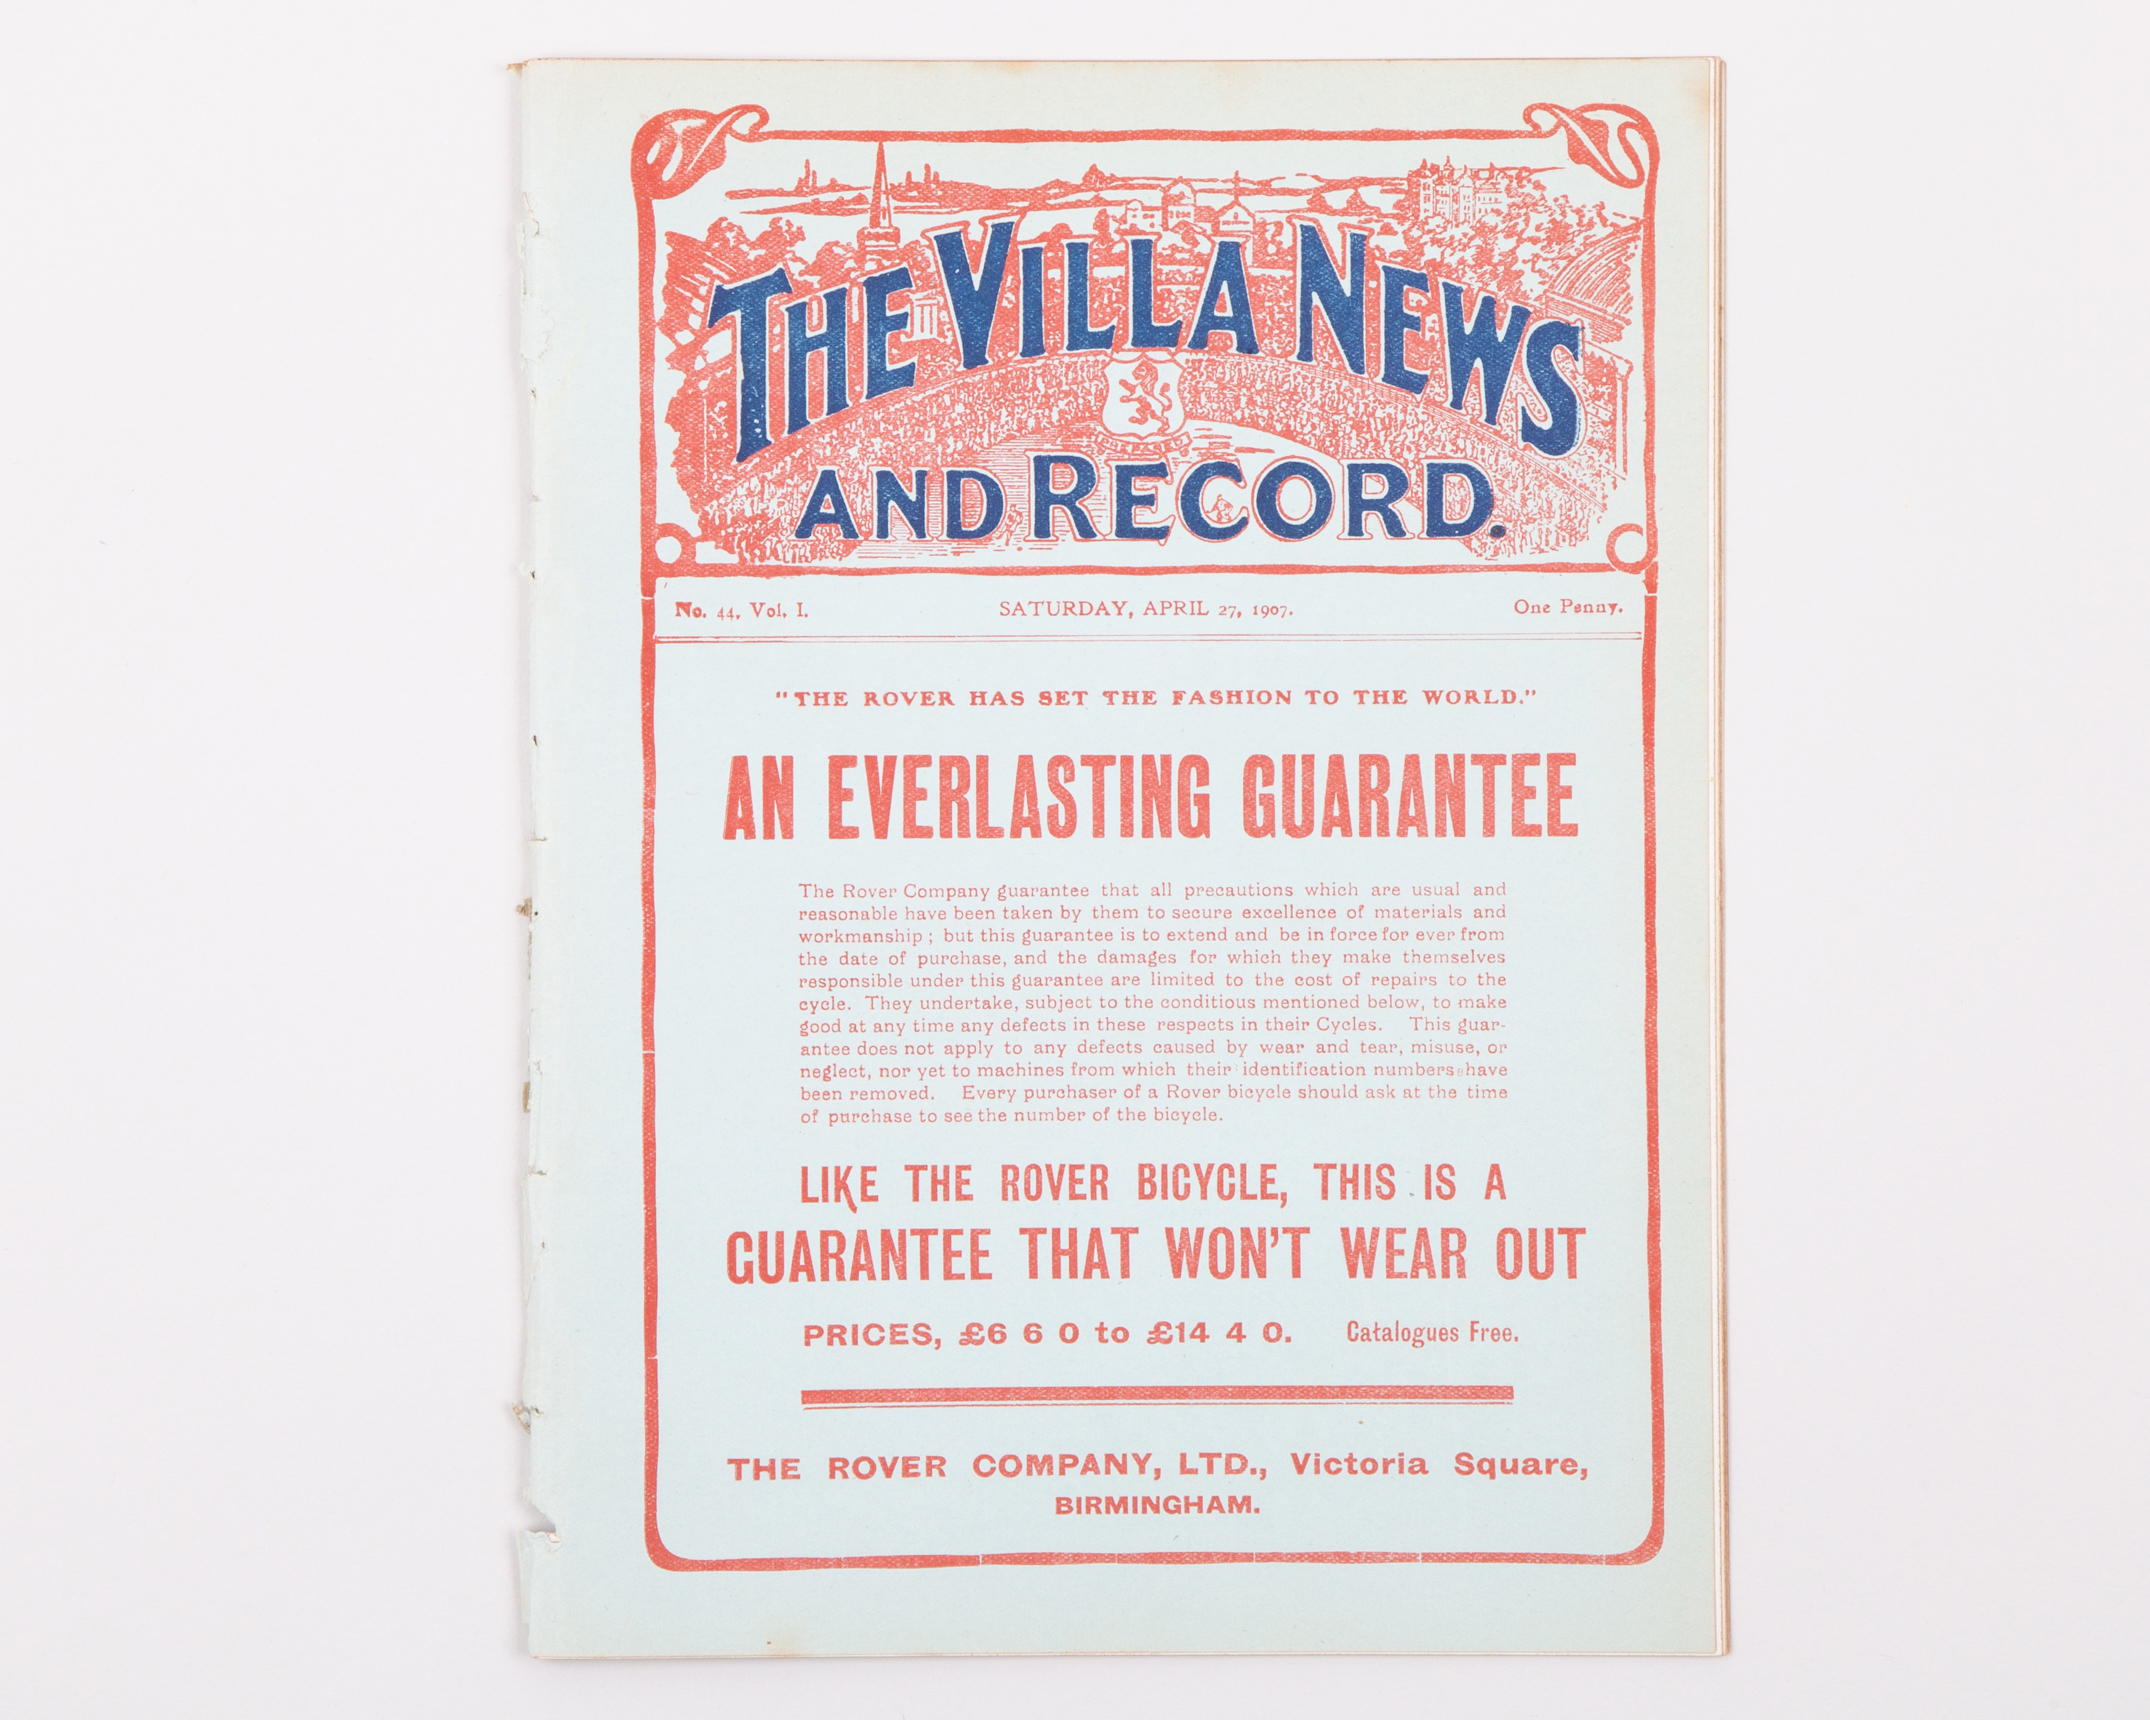 THE VILLA NEWS
AND RECORD.
No. 44, Vol. I.
SATURDAY, APRIL 27, 1907.
One Penny.
"THE ROVER HAS SET THE FASHION TO THE WORLD."
AN EVERLASTING GUARANTEE
The Rover Company guarantee that all precautions which are usual and
reasonable have been taken by them to secure excellence of materials and
workmanship ; but this guarantee is to extend and be in force for ever from
the date of purchase, and the damages for which they make themselves
responsible under this guarantee are limited to the cost of repairs to the
cycle. They undertake, subject to the conditious mentioned below, to make
good at any time any defects in these respects in their Cycles. This guar-
antee does not apply to any defects caused by wear and tear, misuse, or
neglect, nor yet to machines from which their identification numbers have
been removed. Every purchaser of a Rover bicycle should ask at the time
of purchase to see the number of the bicycle.
LIKE THE ROVER BICYCLE, THIS IS A
GUARANTEE THAT WON'T WEAR OUT
PRICES, £6 6 0 to £14 4 0. Catalogues Free.
THE ROVER COMPANY, LTD., Victoria Square,
BIRMINGHAM.